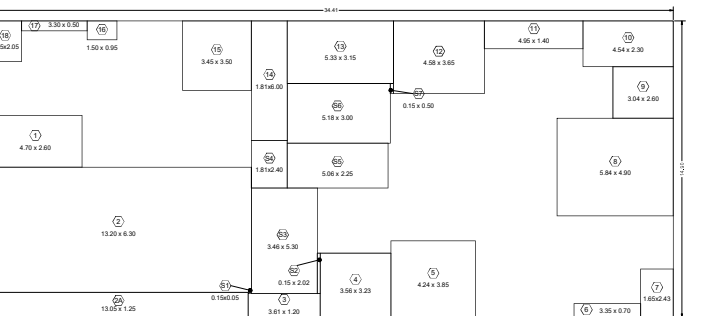 34.41
18
5x2.05
17
3.30 x 0.50
16
1.50 x 0.95
15
3.45 x 3.50
14
1.81x6.00
13
5.33 x 3.15
12
4.58 x 3.65
11
4.95 x 1.40
10
4.54 x 2.30
9
3.04 x 2.60
S7
0.15 x 0.50
S6
5.18 x 3.00
1
4.70 x 2.60
S4
1.81x2.40
S5
5.06 x 2.25
8
5.84 x 4.90
2
13.20 x 6.30
S3
3.46 x 5.30
S2
0.15 x 2.02
S1
0.15x0.05
4
3.56 x 3.23
5
4.24 x 3.85
7
1.65x2.43
2A
13.05 x 1.25
3
3.61 x 1.20
6
3.35 x 0.70